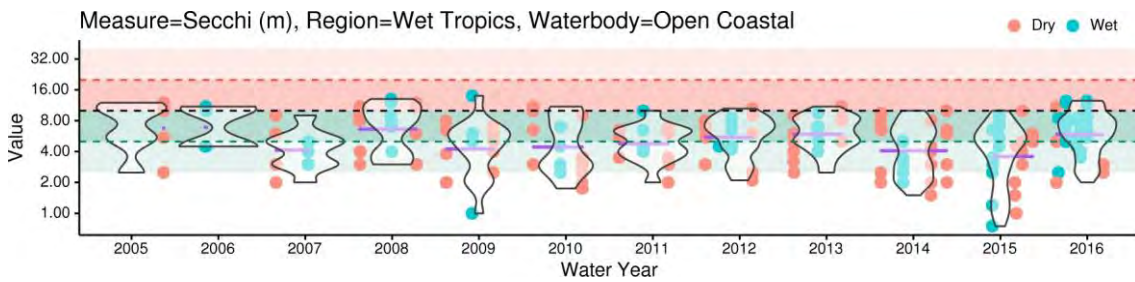 Measure=Secchi (m), Region=Wet Tropics, Waterbody=Open Coastal
Dry Wet
32.00
16.00
8.00
4.00
2.00
1.00
Value
2005 2006 2007 2008 2009 2010 2011 2012 2013 2014 2015 2016
Water Year